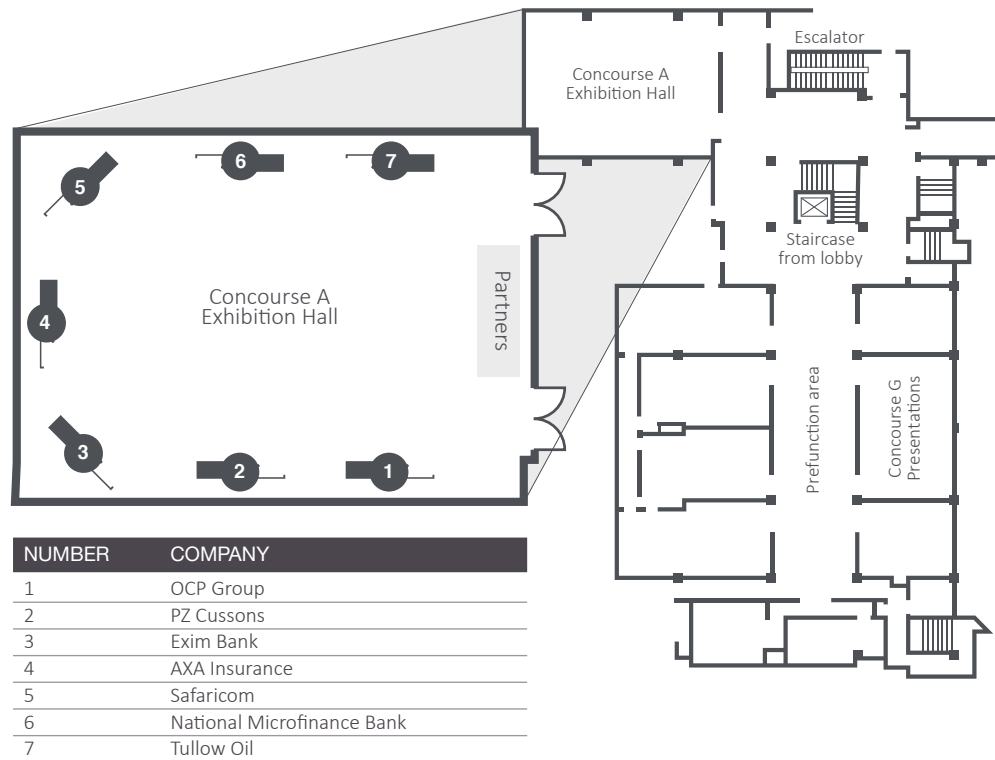 Escalator
Concourse A
Exhibition Hall
6
7
5
Staircase
from lobby
Partners
Concourse A
Exhibition Hall
4
Prefunction area
Concourse G
Presentations
3
2
1
NUMBER COMPANY
1 OCP Group
2 PZ Cussons
3 Exim Bank
4 AXA Insurance
5 Safaricom
6 National Microfinance Bank
7 Tullow Oil